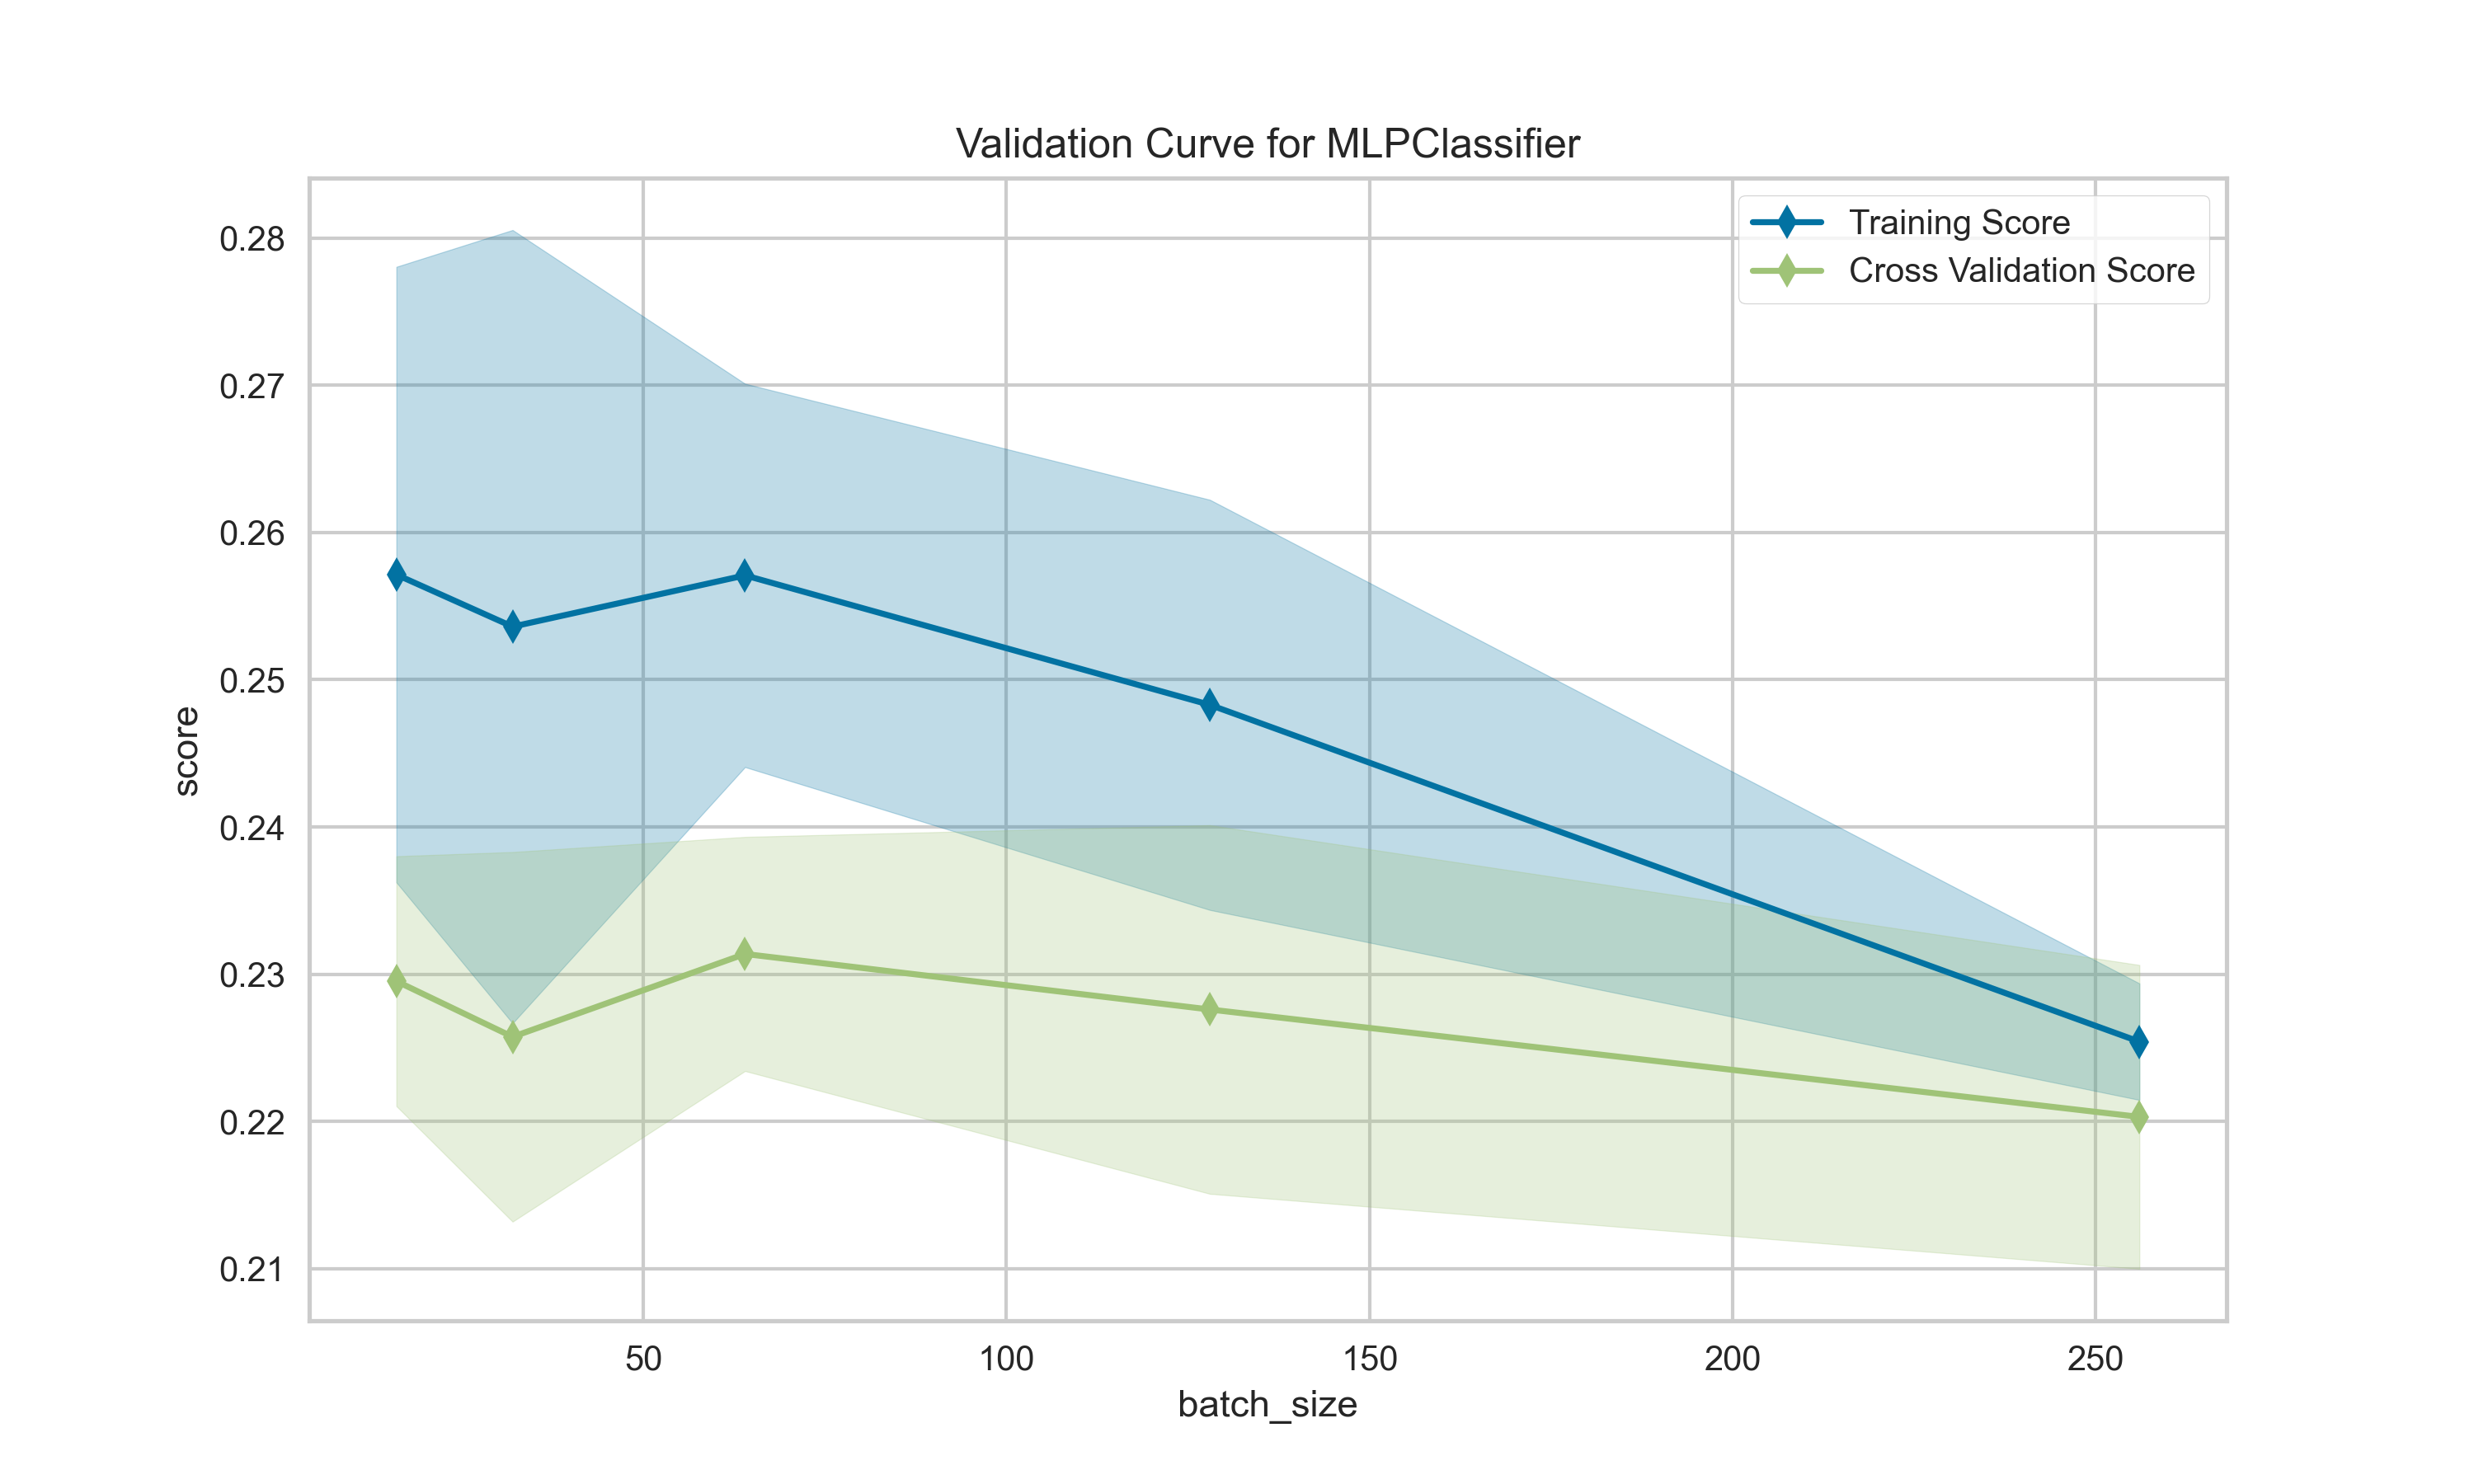 Validation Curve for MLPClassifier
Training Score
Cross Validation Score
0.28
0.27
0.26
0.25
0.24
0.23
0.22
0.21
score
50 100 150 200 250
batch_size